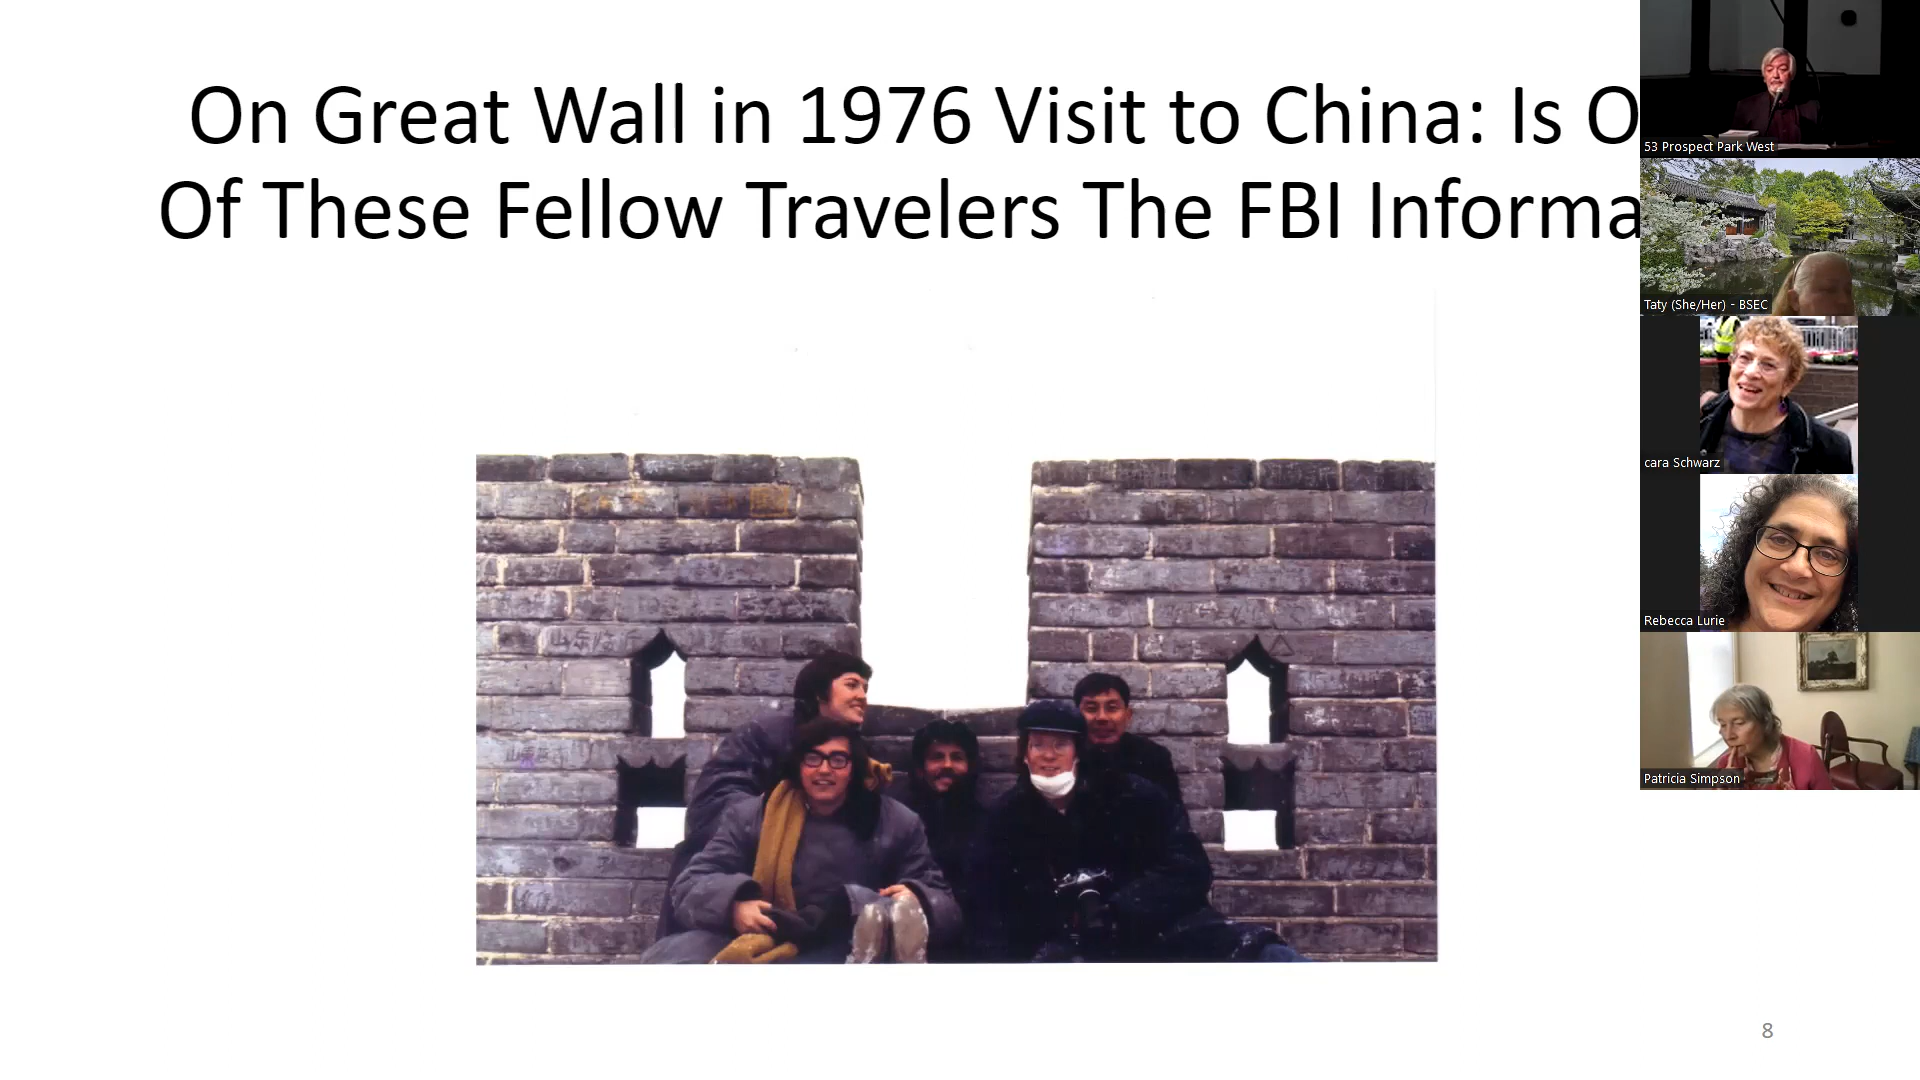 On Great Wall in 1976 Visit to China: Is O
Of These Fellow Travelers The FBI Informa
53 Prospect Park West
Taty (She/Her) - BSEC
cara Schwarz
Rebecca Lurie
Patricia Simpson
8